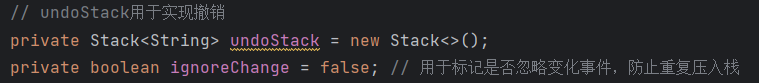 // undoStack用于实现撤销
private Stack<String> undoStack = new Stack<>();
private boolean ignoreChange = false; // 用于标记是否忽略变化事件，防止重复压入栈